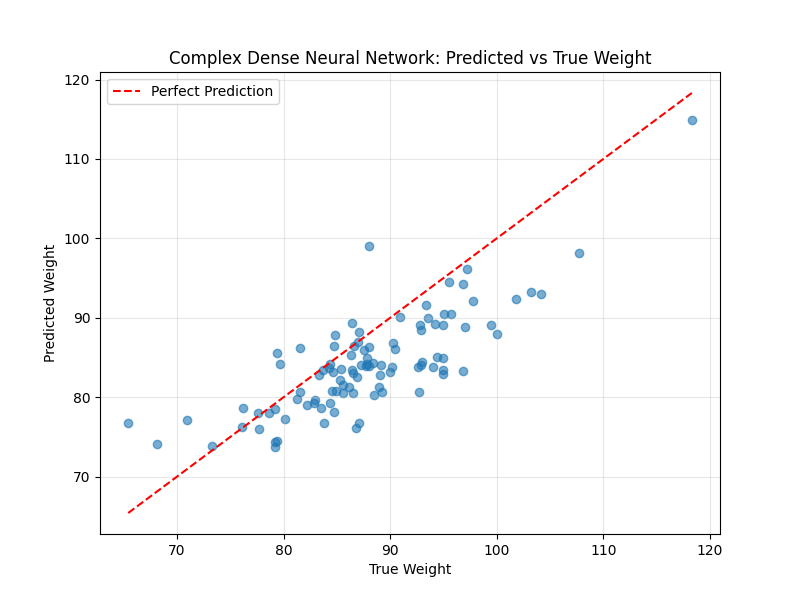 Complex Dense Neural Network: Predicted vs True Weight
Perfect Prediction
120
110
100
90
80
70
Predicted Weight
70 80 90 100 110 120
True Weight